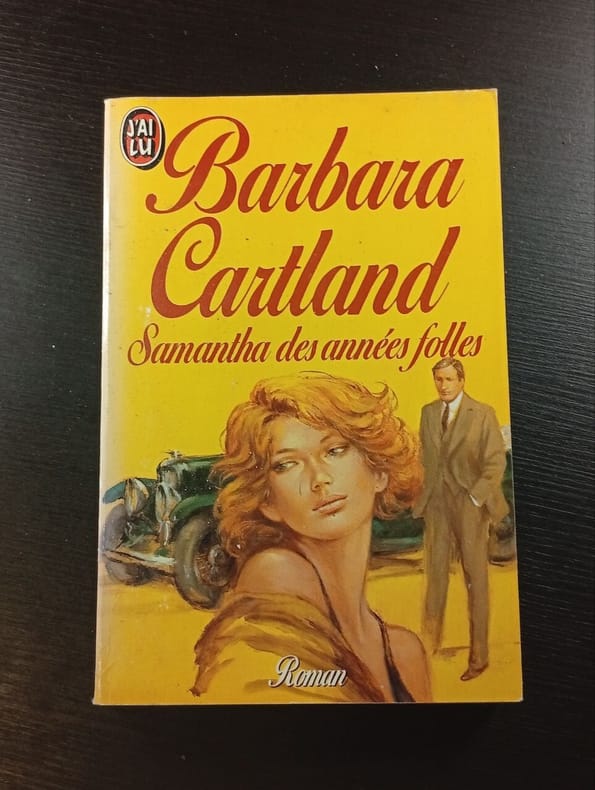 J'AI
LU
Barbara
Cartland
Samantha des années folles
Roman